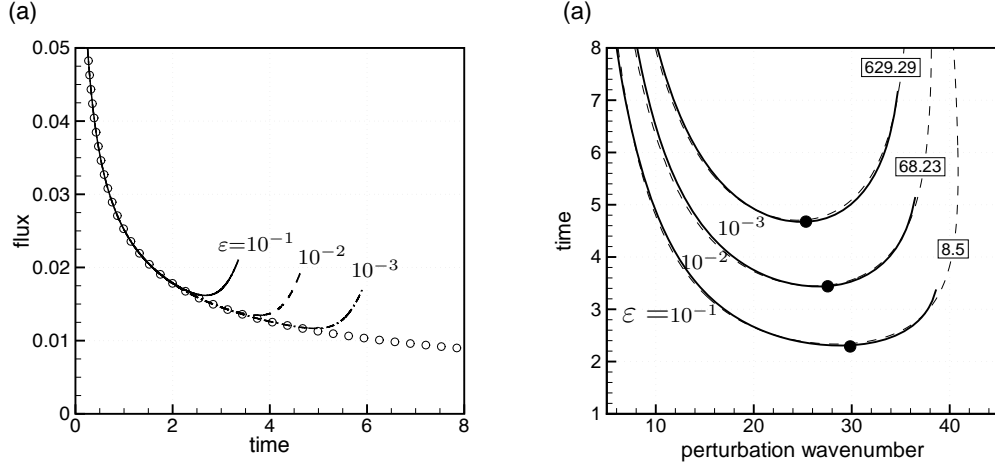 (a)
0.05
0.04
0.03
0.02
0.01
0
flux
ε=10⁻¹
10⁻²
10⁻³
0 2 4 6 8
time
(a)
8
7
6
5
4
3
2
1
time
629.29
68.23
8.5
10⁻³
10⁻²
ε=10⁻¹
10 20 30 40
perturbation wavenumber